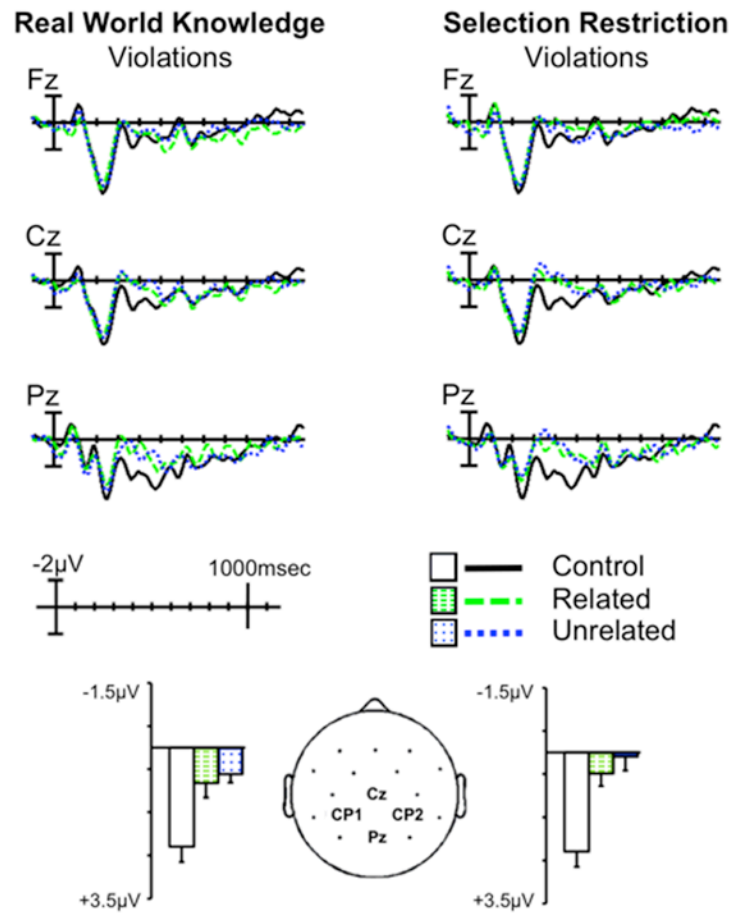 Real World Knowledge
Violations
Selection Restriction
Violations
Fz
Fz
Cz
Cz
Pz
Pz
-2µV
1000msec
Control
Related
Unrelated
-1.5µV
-1.5µV
Cz
CP1 CP2
Pz
+3.5µV
+3.5µV